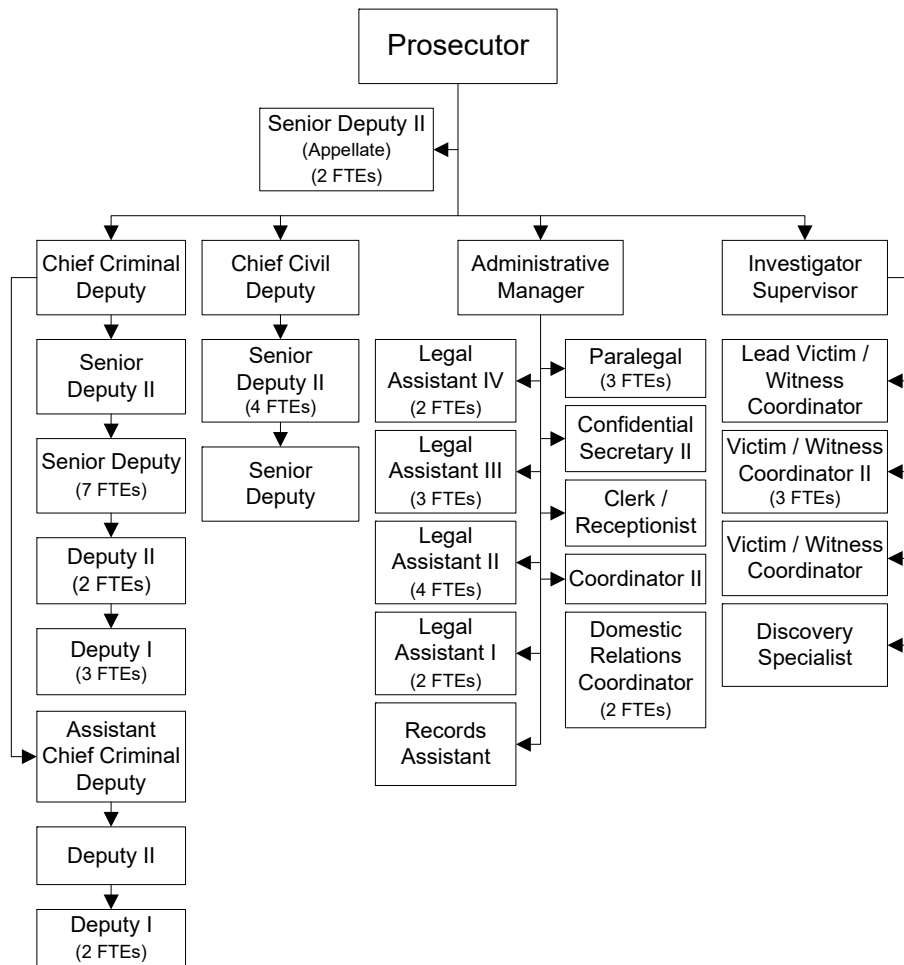 Prosecutor
Senior Deputy II
(Appellate)
(2 FTEs)
Chief Criminal
Deputy
Senior
Deputy II
Senior Deputy
(7 FTEs)
Deputy II
(2 FTEs)
Deputy I
(3 FTEs)
Assistant
Chief Criminal
Deputy
Deputy II
Deputy I
(2 FTEs)
Chief Civil
Deputy
Senior
Deputy II
(4 FTEs)
Senior
Deputy
Administrative
Manager
Legal
Assistant IV
(2 FTEs)
Legal
Assistant III
(3 FTEs)
Legal
Assistant II
(4 FTEs)
Legal
Assistant I
(2 FTEs)
Records
Assistant
Paralegal
(3 FTEs)
Confidential
Secretary II
Clerk /
Receptionist
Coordinator II
Domestic
Relations
Coordinator
(2 FTEs)
Investigator
Supervisor
Lead Victim /
Witness
Coordinator
Victim / Witness
Coordinator II
(3 FTEs)
Victim / Witness
Coordinator
Discovery
Specialist